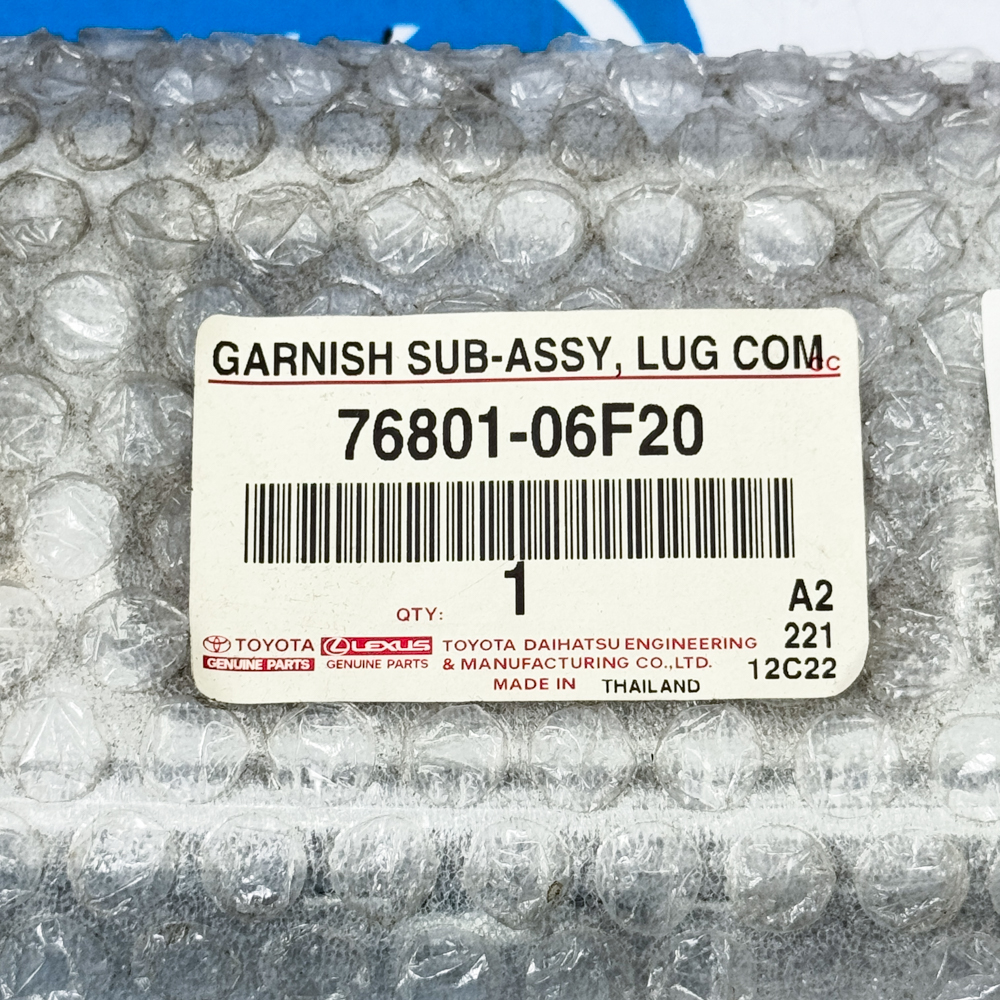 GARNISH SUB-ASSY, LUG COM
CC
76801-06F20
1
QTY:
A2
221
12C22
TOYOTA
GENUINE PARTS
LEXUS
GENUINE PARTS
TOYOTA DAIHATSU ENGINEERING
& MANUFACTURING CO.,LTD.
MADE IN THAILAND